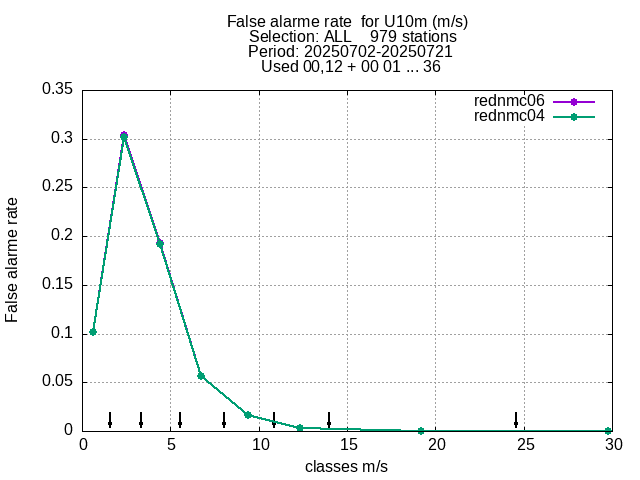 False alarme rate  for U10m (m/s)
Selection: ALL    979 stations
Period: 20250702-20250721
Used 00,12 + 00 01 ... 36
rednmc06
rednmc04
0.35
0.3
0.25
0.2
0.15
0.1
0.05
0
False alarme rate
0 5 10 15 20 25 30
classes m/s